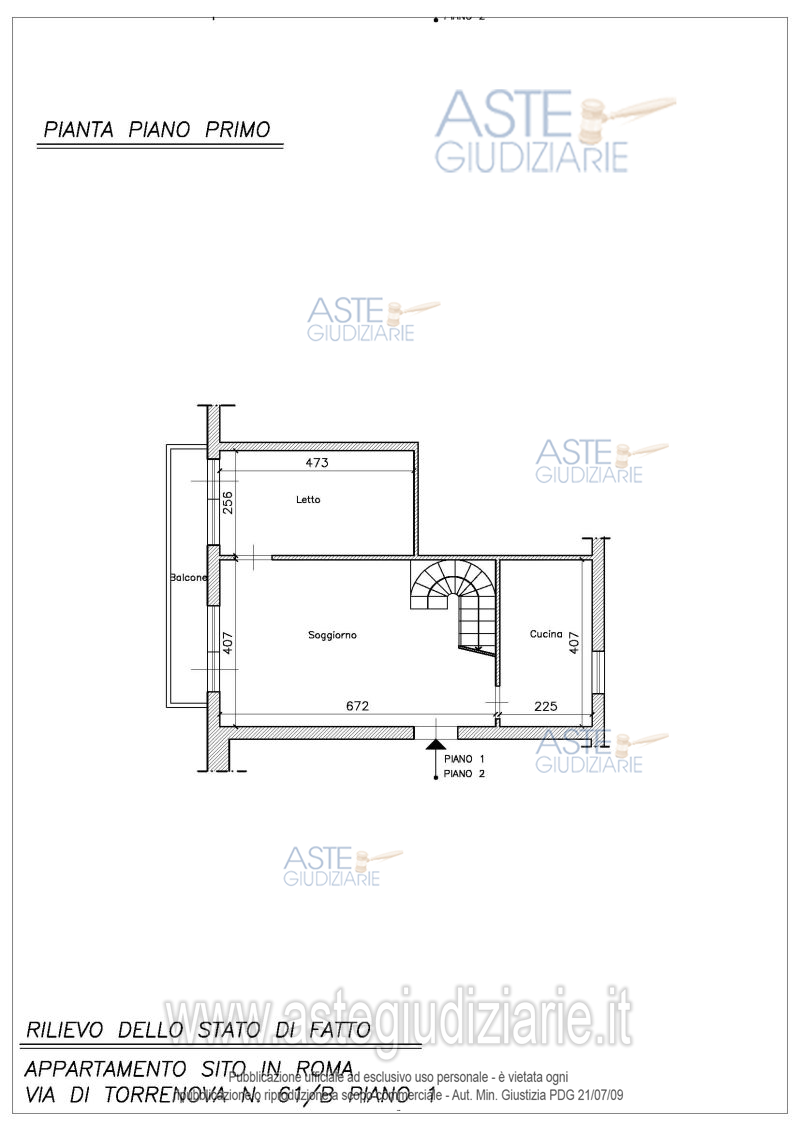 PIANO 2
PIANTA PIANO PRIMO
ASTE
GIUDIZIARIE
ASTE
GIUDIZIARIE
ASTE
GIUDIZIARIE
473
256
Letto
Balcone
407
Soggiorno
Cucina
407
672
225
PIANO 1
PIANO 2
ASTE
GIUDIZIARIE
ASTE
GIUDIZIARIE
www.astegiudiziarie.it
RILIEVO DELLO STATO DI FATTO
APPARTAMENTO SITO IN ROMA
VIA DI TORRENOVA N. 61/B PIANO 1
Pubblicazione ufficiale ad esclusivo uso personale - è vietata ogni
ripubblicazione o riproduzione a scopo commerciale - Aut. Min. Giustizia PDG 21/07/09